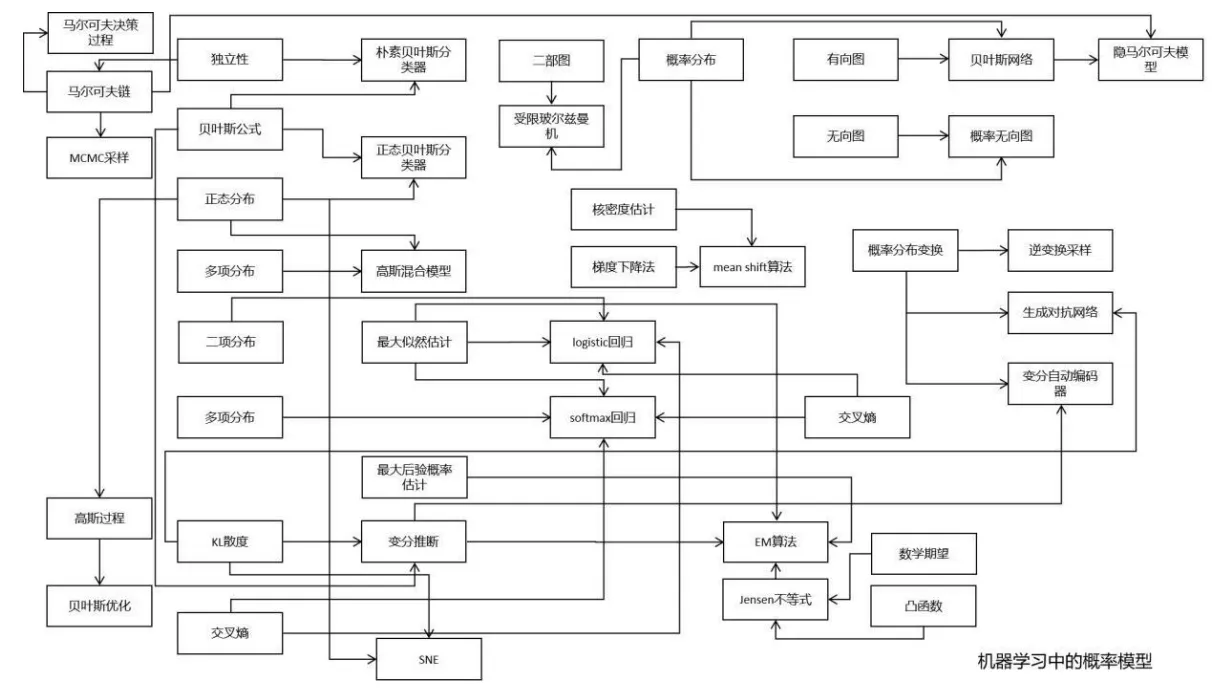 马尔可夫决策
过程
独立性
朴素贝叶斯分
类器
二部图
概率分布
有向图
贝叶斯网络
隐马尔可夫模
型
马尔可夫链
贝叶斯公式
受限玻尔兹曼
机
无向图
概率无向图
MCMC采样
正态贝叶斯分
类器
正态分布
核密度估计
多项分布
高斯混合模型
梯度下降法
mean shift算法
概率分布变换
逆变换采样
二项分布
最大似然估计
logistic回归
生成对抗网络
变分自动编码
器
多项分布
softmax回归
交叉熵
最大后验概率
估计
高斯过程
KL散度
变分推断
EM算法
数学期望
贝叶斯优化
Jensen不等式
凸函数
交叉熵
SNE
机器学习中的概率模型